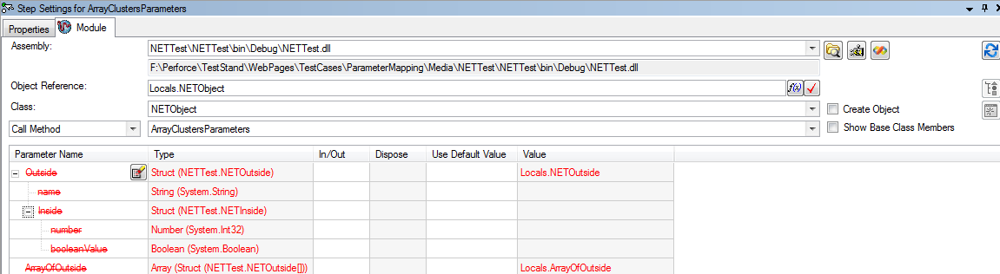 Step Settings for ArrayClustersParameters
Properties Module
Assembly: NETTest\NETTest\bin\Debug\NETTest.dll
F:\Perforce\TestStand\WebPages\TestCases\ParameterMapping\Media\NETTest\NETTest\bin\Debug\NETTest.dll
Object Reference: Locals.NETObject f(x)
Class: NETObject Create Object
Call Method ArrayClustersParameters Show Base Class Members
Parameter Name Type In/Out Dispose Use Default Value Value
Outside Struct (NETTest.NETOutside) Locals.NETOutside
name String (System.String)
Inside Struct (NETTest.NETInside)
number Number (System.Int32)
booleanValue Boolean (System.Boolean)
ArrayOfOutside Array (Struct (NETTest.NETOutside[])) Locals.ArrayOfOutside